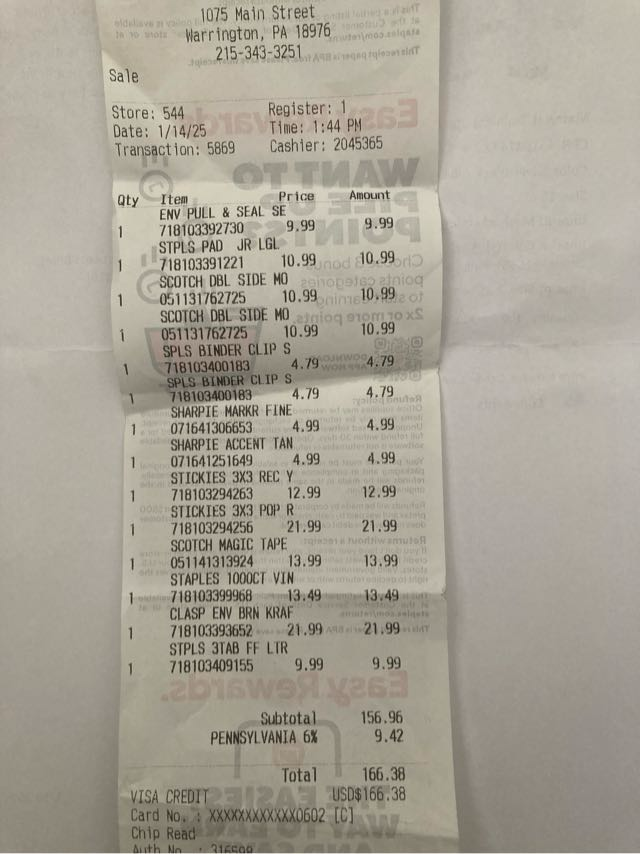 1075 Main Street
Warrington, PA 18976
215-343-3251
Sale
Store: 544 Register: 1
Date: 1/14/25 Time: 1:44 PM
Transaction: 5869 Cashier: 2045365
Qty Item Price Amount
ENV PULL & SEAL SE
1 718103392730 9.99 9.99
STPLS PAD JR LGL
1 718103391221 10.99 10.99
SCOTCH DBL SIDE MO
1 051131762725 10.99 10.99
SCOTCH DBL SIDE MO
1 051131762725 10.99 10.99
SPLS BINDER CLIP S
1 718103400183 4.79 4.79
SPLS BINDER CLIP S
1 718103400183 4.79 4.79
SHARPIE MARKR FINE
1 071641306653 4.99 4.99
SHARPIE ACCENT TAN
1 071641251649 4.99 4.99
STICKIES 3X3 REC Y
1 718103294263 12.99 12.99
STICKIES 3X3 POP R
1 718103294256 21.99 21.99
SCOTCH MAGIC TAPE
1 051141313924 13.99 13.99
STAPLES 1000CT VIN
1 718103399968 13.49 13.49
CLASP ENV BRN KRAF
1 718103393652 21.99 21.99
STPLS 3TAB FF LTR
1 718103409155 9.99 9.99
Subtotal 156.96
PENNSYLVANIA 6% 9.42
Total 166.38
VISA CREDIT USD$166.38
Card No. : XXXXXXXXXXXX0602 [C]
Chip Read
Auth No. :